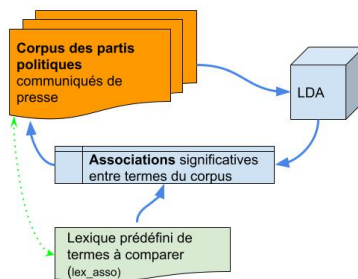 Corpus des partis
politiques
communiqués de
presse
LDA
Associations significatives
entre termes du corpus
Lexique prédéfini de
termes à comparer
(lex_asso)